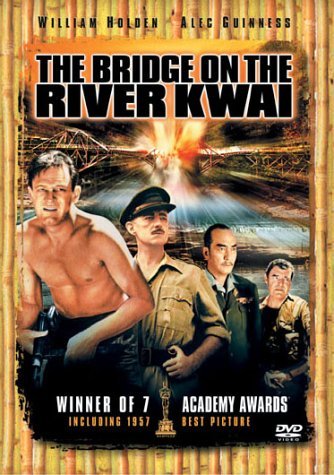 WILLIAM HOLDEN ALEC GUINNESS
THE BRIDGE ON THE
RIVER KWAI
WINNER OF 7 ACADEMY AWARDS
INCLUDING 1957 BEST PICTURE
DVD
VIDEO